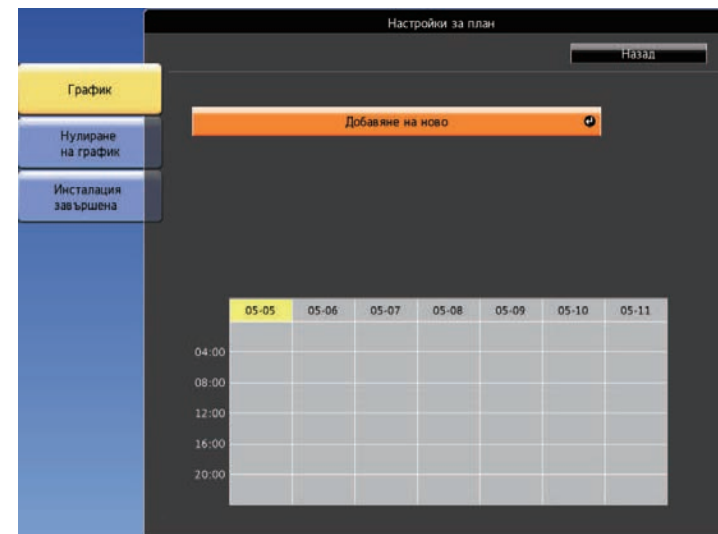 Настройки за план
Назад
График
Добавяне на ново
Нулиране
на график
Инсталация
завършена
05-05 05-06 05-07 05-08 05-09 05-10 05-11
04:00
08:00
12:00
16:00
20:00